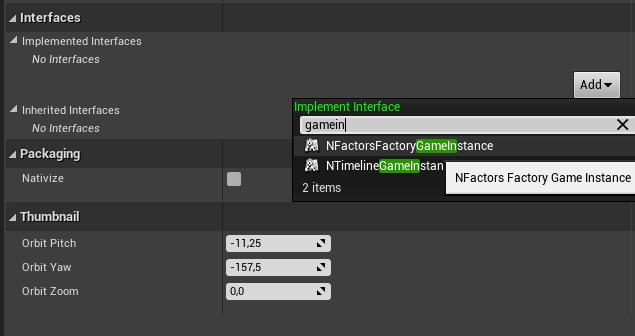 Interfaces
Implemented Interfaces
No Interfaces
Add
Inherited Interfaces
No Interfaces
Implement Interface
gamein
NFactorsFactoryGameInstance
NTimelineGameInstan
2 items
NFactors Factory Game Instance
Packaging
Nativize
Thumbnail
Orbit Pitch
-11,25
Orbit Yaw
-157,5
Orbit Zoom
0,0